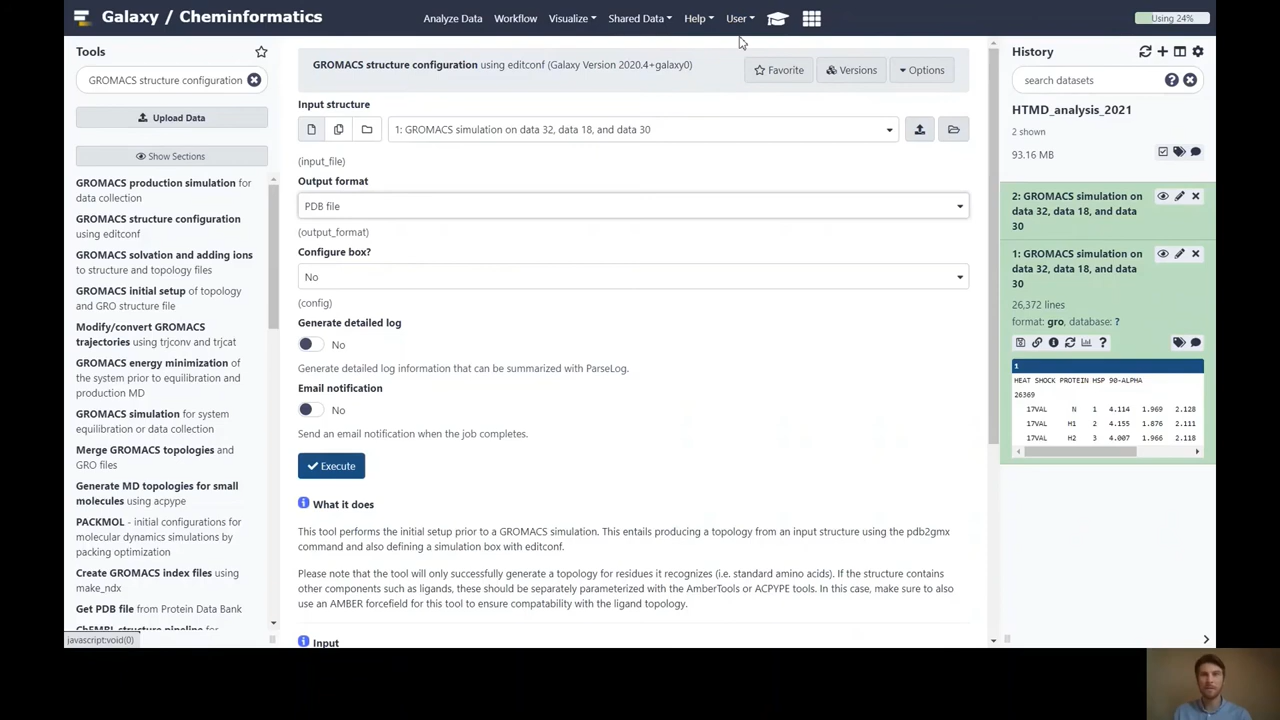 Galaxy / Cheminformatics
Analyze Data
Workflow
Visualize
Shared Data
Help
User
Using 24%
Tools
GROMACS structure configuration
Upload Data
Show Sections
GROMACS production simulation for
data collection
GROMACS structure configuration
using editconf
GROMACS solvation and adding ions
to structure and topology files
GROMACS initial setup of topology
and GRO structure file
Modify/convert GROMACS
trajectories using trjconv and trjcat
GROMACS energy minimization of
the system prior to equilibration and
production MD
GROMACS simulation for system
equilibration or data collection
Merge GROMACS topologies and
GRO files
Generate MD topologies for small
molecules using acpype
PACKMOL - initial configurations for
molecular dynamics simulations by
packing optimization
Create GROMACS index files using
make_ndx
Get PDB file from Protein Data Bank
ChEMBL structure pipeline for
javascript:void(0)
GROMACS structure configuration using editconf (Galaxy Version 2020.4+galaxy0)
Favorite
Versions
Options
Input structure
1: GROMACS simulation on data 32, data 18, and data 30
(input_file)
Output format
PDB file
(output_format)
Configure box?
No
(config)
Generate detailed log
No
Generate detailed log information that can be summarized with ParseLog.
Email notification
No
Send an email notification when the job completes.
Execute
What it does
This tool performs the initial setup prior to a GROMACS simulation. This entails producing a topology from an input structure using the pdb2gmx
command and also defining a simulation box with editconf.
Please note that the tool will only successfully generate a topology for residues it recognizes (i.e. standard amino acids). If the structure contains
other components such as ligands, these should be separately parameterized with the AmberTools or ACPYPE tools. In this case, make sure to also
use an AMBER forcefield for this tool to ensure compatability with the ligand topology.
Input
History
search datasets
HTMD_analysis_2021
2 shown
93.16 MB
2: GROMACS simulation on
data 32, data 18, and data
30
1: GROMACS simulation on
data 32, data 18, and data
30
26,372 lines
format: gro, database: ?
1
HEAT SHOCK PROTEIN HSP 90-ALPHA
26369
17VAL N 1 4.114 1.969 2.128
17VAL H1 2 4.155 1.876 2.111
17VAL H2 3 4.007 1.966 2.118